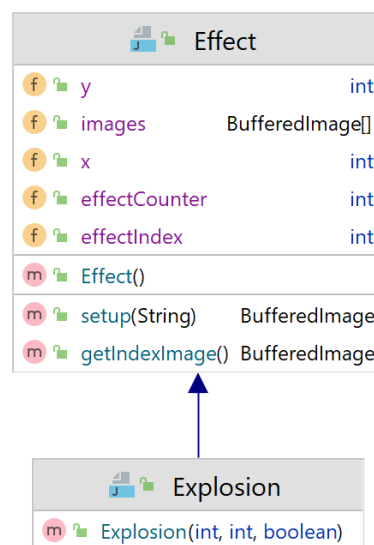 Effect
f y int
f images BufferedImage[]
f x int
f effectCounter int
f effectIndex int
m Effect()
m setup(String) BufferedImage
m getIndexImage() BufferedImage
Explosion
m Explosion(int, int, boolean)